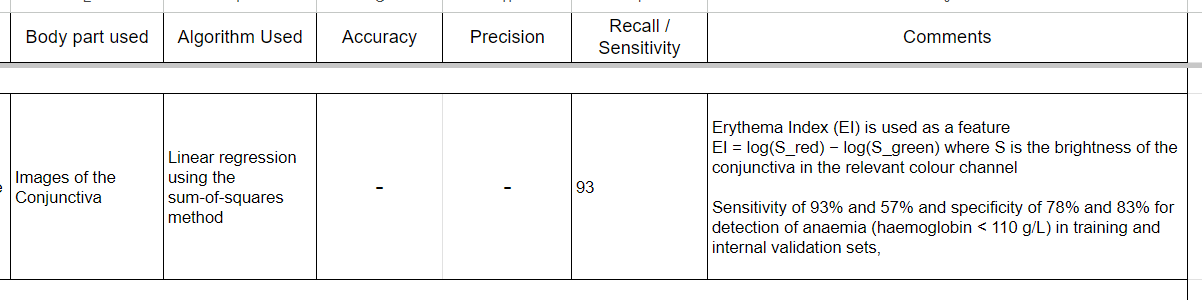 Body part used
Algorithm Used
Accuracy
Precision
Recall /
Sensitivity
Comments
Images of the
Conjunctiva
Linear regression
using the
sum-of-squares
method
-
-
93
Erythema Index (EI) is used as a feature
EI = log(S_red) − log(S_green) where S is the brightness of the
conjunctiva in the relevant colour channel
Sensitivity of 93% and 57% and specificity of 78% and 83% for
detection of anaemia (haemoglobin < 110 g/L) in training and
internal validation sets,